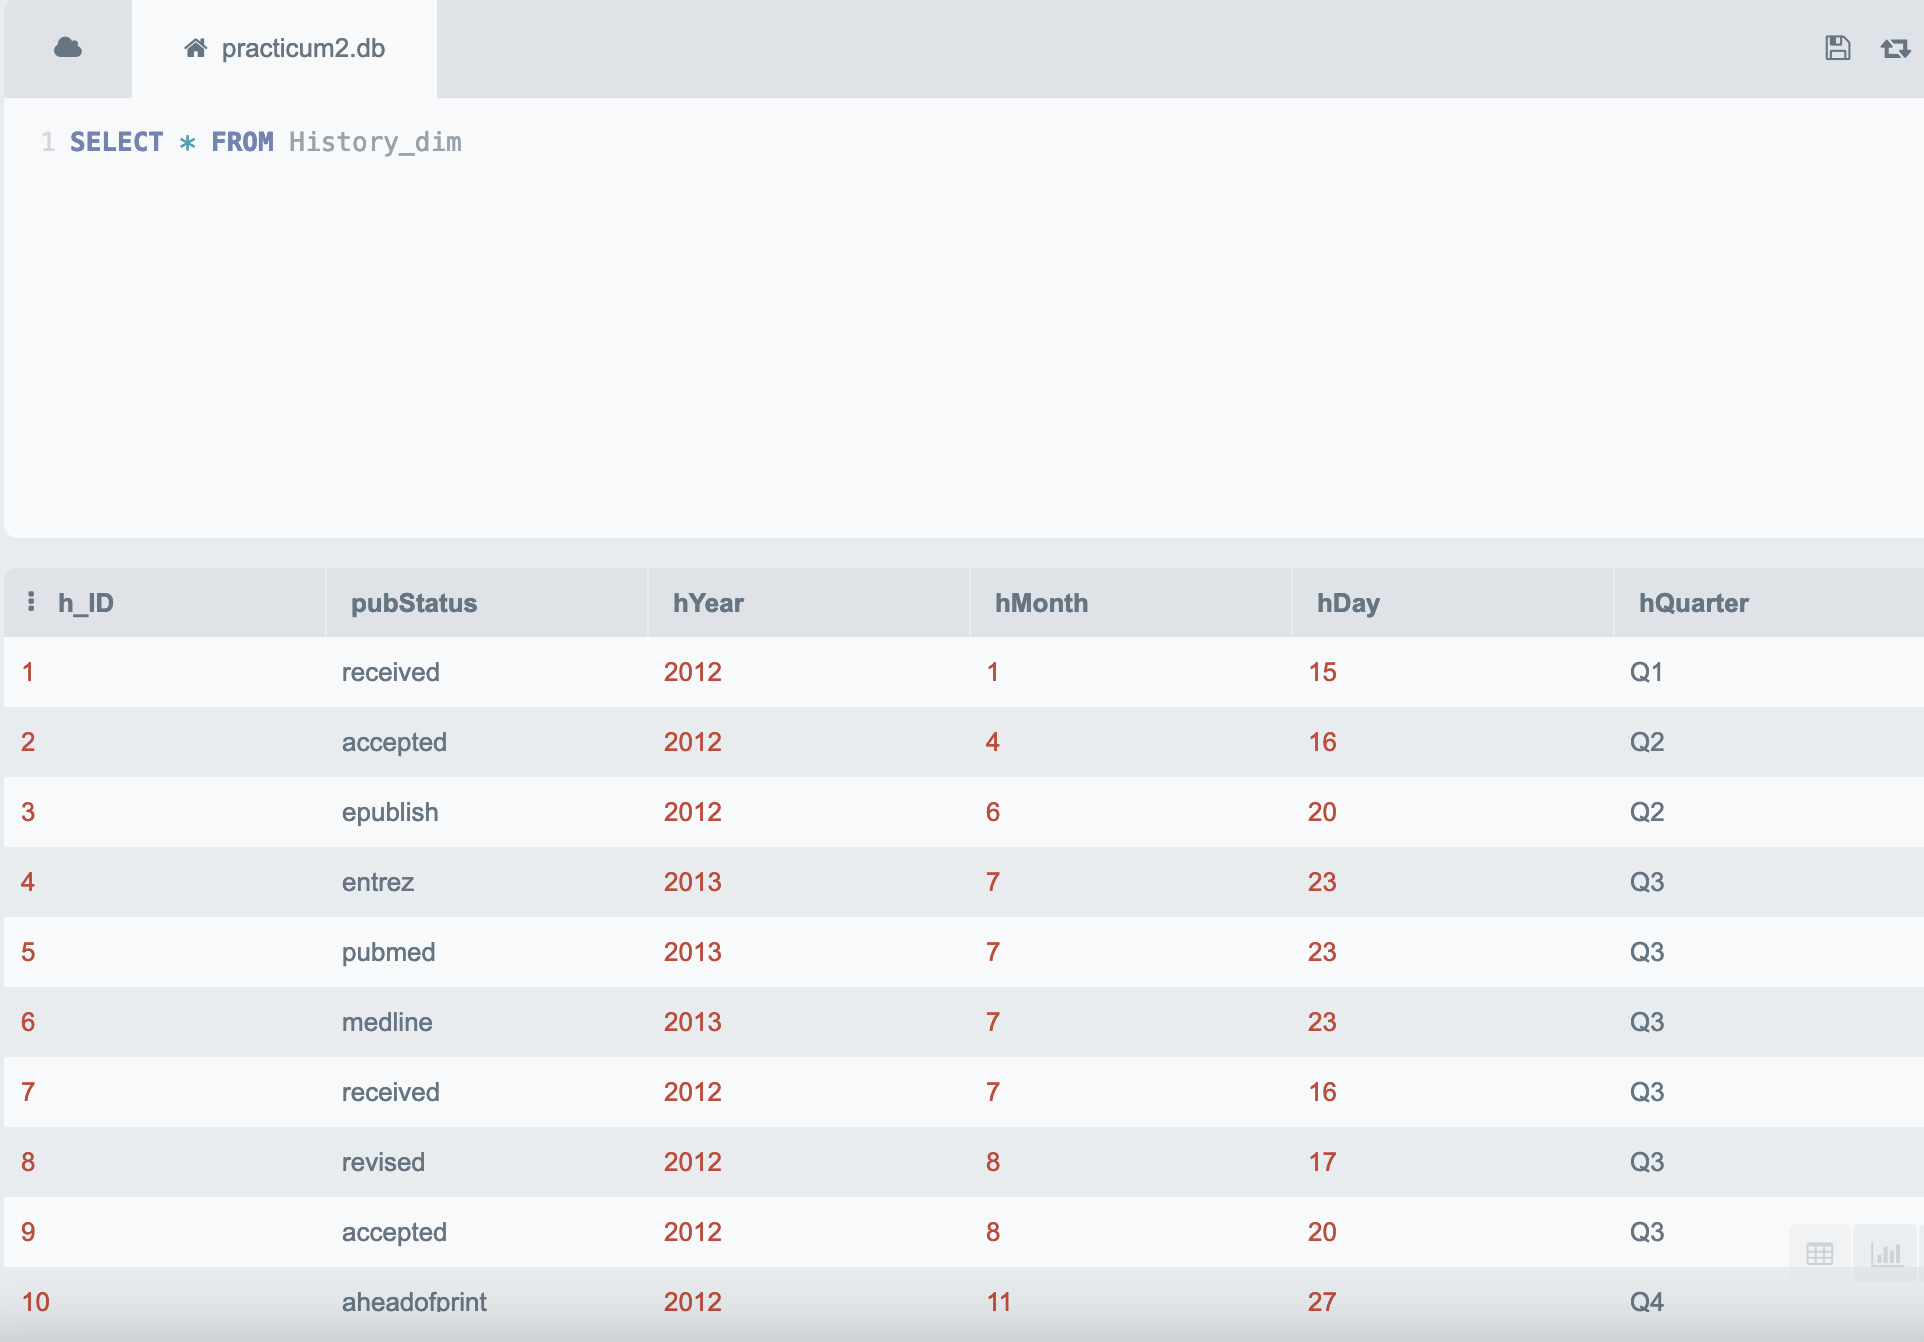 practicum2.db
1 SELECT * FROM History_dim
h_ID pubStatus hYear hMonth hDay hQuarter
1 received 2012 1 15 Q1
2 accepted 2012 4 16 Q2
3 epublish 2012 6 20 Q2
4 entrez 2013 7 23 Q3
5 pubmed 2013 7 23 Q3
6 medline 2013 7 23 Q3
7 received 2012 7 16 Q3
8 revised 2012 8 17 Q3
9 accepted 2012 8 20 Q3
10 aheadofprint 2012 11 27 Q4